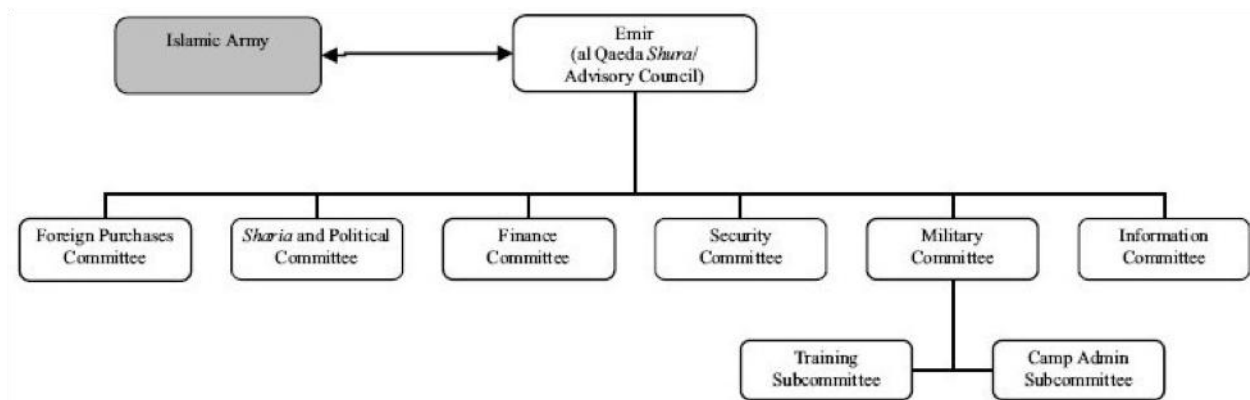 Islamic Army
Emir
(al Qaeda Shura/
Advisory Council)
Foreign Purchases
Committee
Sharia and Political
Committee
Finance
Committee
Security
Committee
Military
Committee
Information
Committee
Training
Subcommittee
Camp Admin
Subcommittee